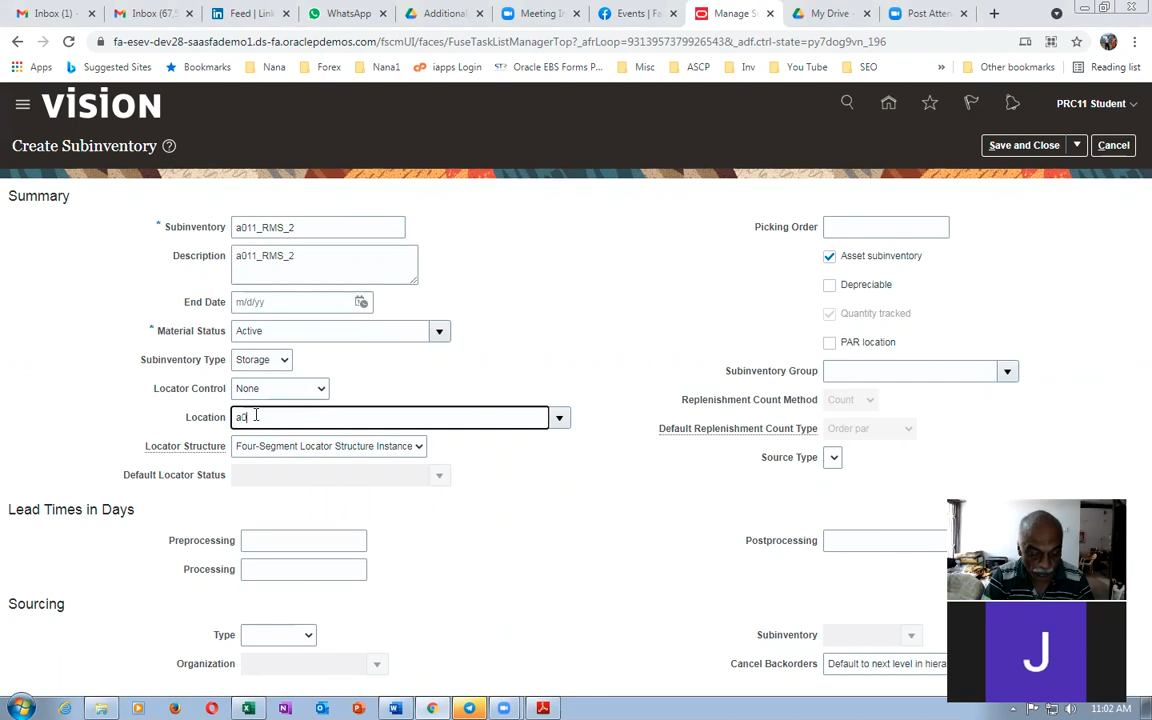 Inbox (1)
Inbox (67,5
Feed | Link
WhatsApp
Additional
Meeting In
Events | Fa
Manage S
My Drive -
Post Atten
fa-esev-dev28-saasfademo1.ds-fa.oraclepdemos.com/fscmUI/faces/FuseTaskListManagerTop?_afrLoop=9313957379926543&_adf.ctrl-state=py7dog9vn_196
Apps
Suggested Sites
Bookmarks
Nana
Forex
Nana1
iapps Login
Oracle EBS Forms P...
Misc
ASCP
Inv
You Tube
SEO
»
Other bookmarks
Reading list
vision
PRC11 Student
Create Subinventory
Save and Close
Cancel
Summary
* Subinventory a011_RMS_2
Description a011_RMS_2
End Date m/d/yy
* Material Status Active
Subinventory Type Storage
Locator Control None
Location a0
Locator Structure Four-Segment Locator Structure Instance
Default Locator Status
Picking Order
Asset subinventory
Depreciable
Quantity tracked
PAR location
Subinventory Group
Replenishment Count Method Count
Default Replenishment Count Type Order par
Source Type
Lead Times in Days
Preprocessing
Processing
Postprocessing
Sourcing
Type
Organization
Subinventory
Cancel Backorders Default to next level in hiera
J
11:02 AM